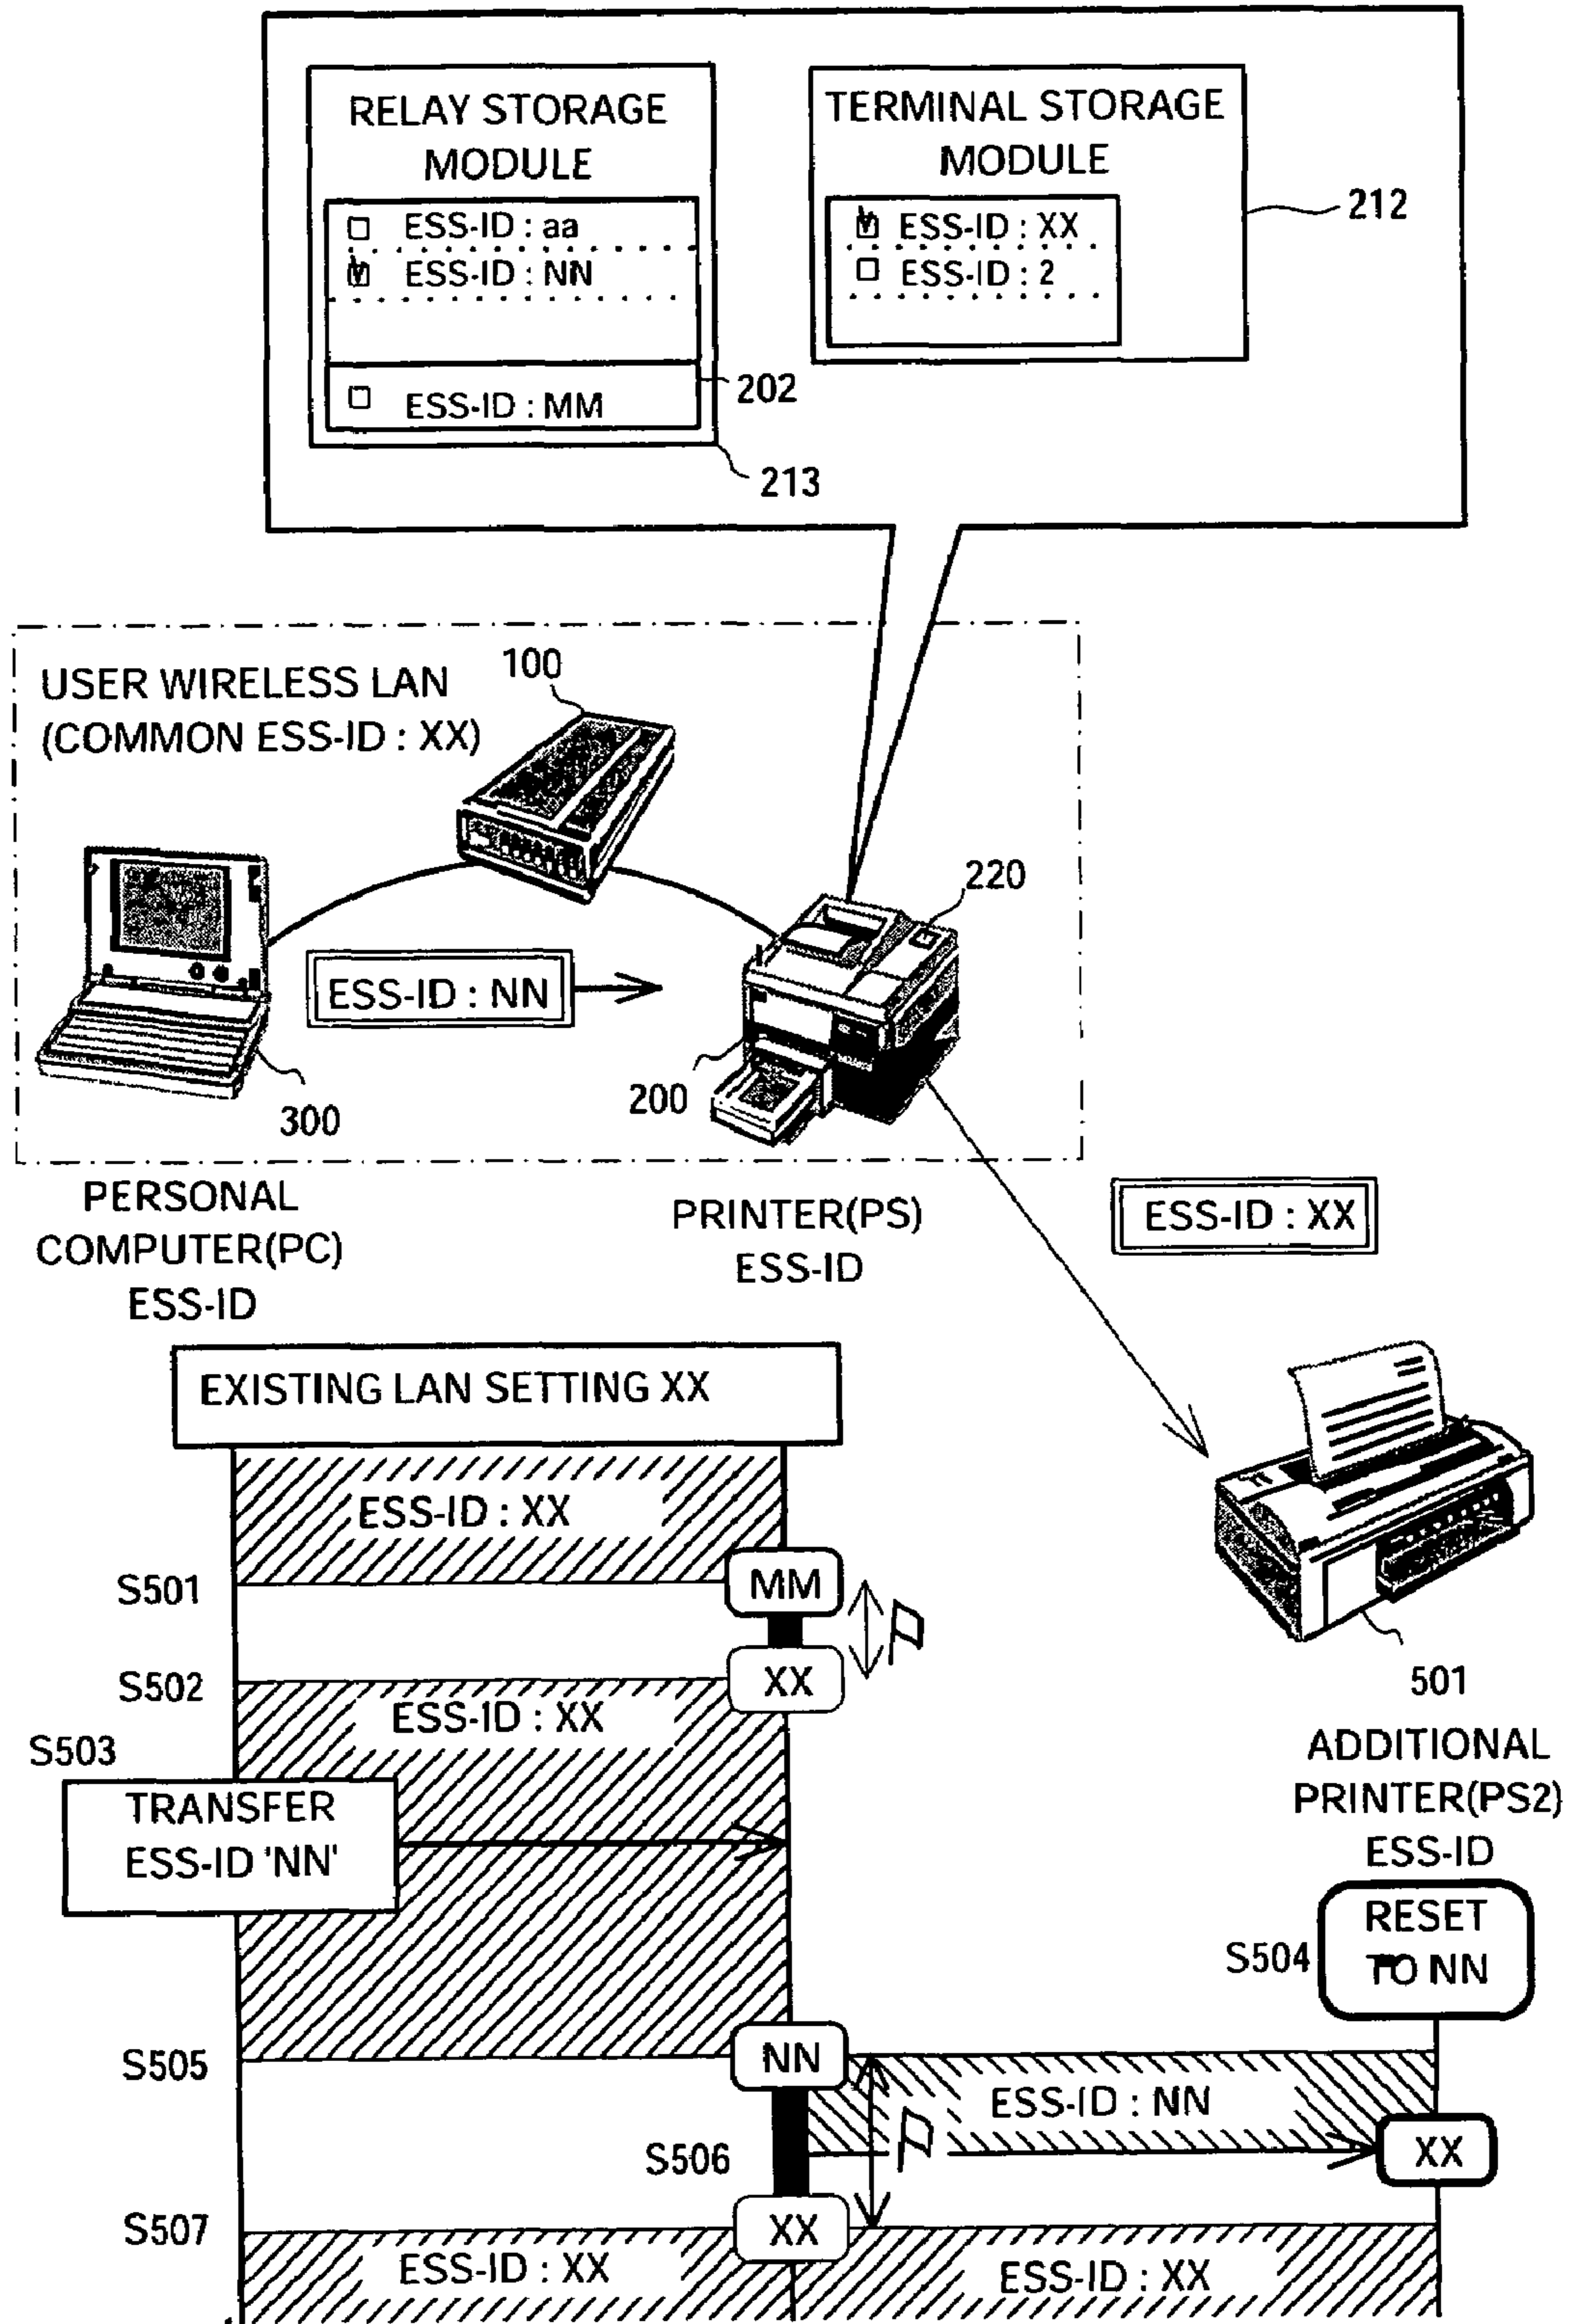 RELAY STORAGE
MODULE
ESS-ID : aa
ESS-ID : NN
ESS-ID : MM
202
213
TERMINAL STORAGE
MODULE
ESS-ID : XX
ESS-ID : 2
212
USER WIRELESS LAN
(COMMON ESS-ID : XX)
100
220
ESS-ID : NN
200
300
PERSONAL
COMPUTER(PC)
ESS-ID
PRINTER(PS)
ESS-ID
ESS-ID : XX
501
ADDITIONAL
PRINTER(PS2)
ESS-ID
EXISTING LAN SETTING XX
ESS-ID : XX
S501
MM
S502
XX
ESS-ID : XX
S503
TRANSFER
ESS-ID 'NN'
S504
RESET
TO NN
S505
NN
ESS-ID : NN
S506
XX
S507
XX
ESS-ID : XX
ESS-ID : XX